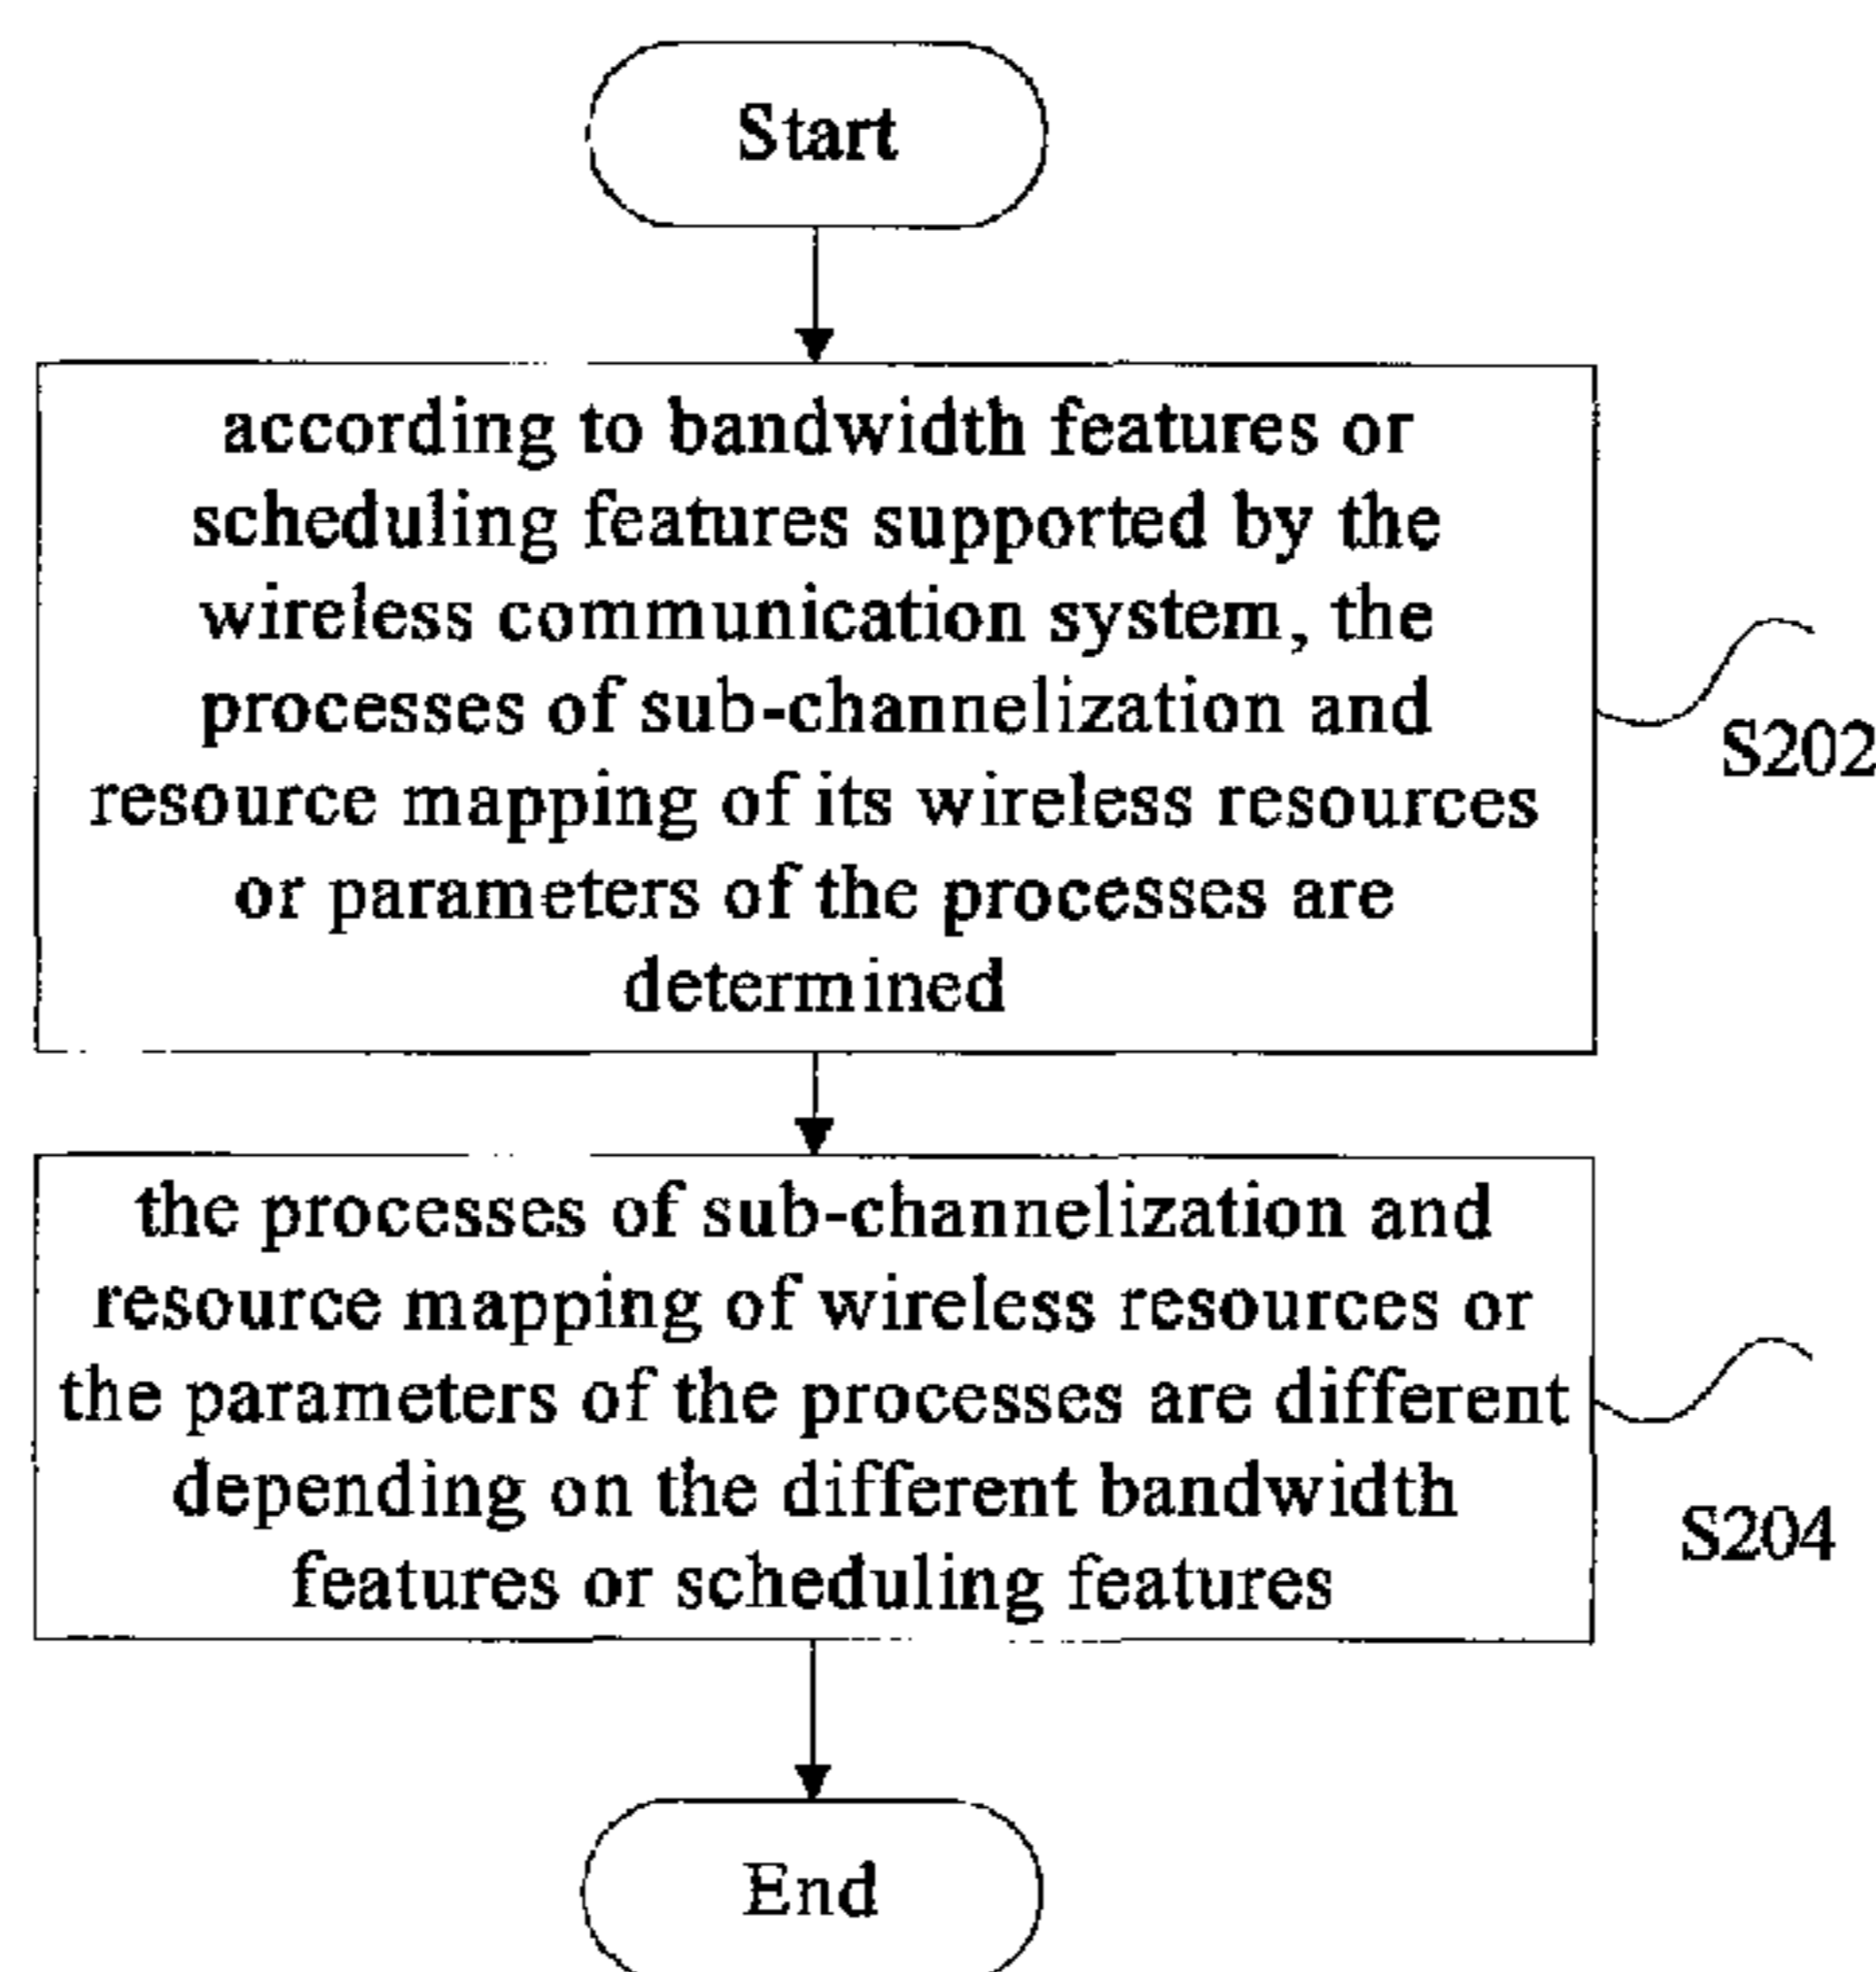 Start
according to bandwidth features or
scheduling features supported by the
wireless communication system, the
processes of sub-channelization and
resource mapping of its wireless resources
or parameters of the processes are
determined
S202
the processes of sub-channelization and
resource mapping of wireless resources or
the parameters of the processes are different
depending on the different bandwidth
features or scheduling features
S204
End